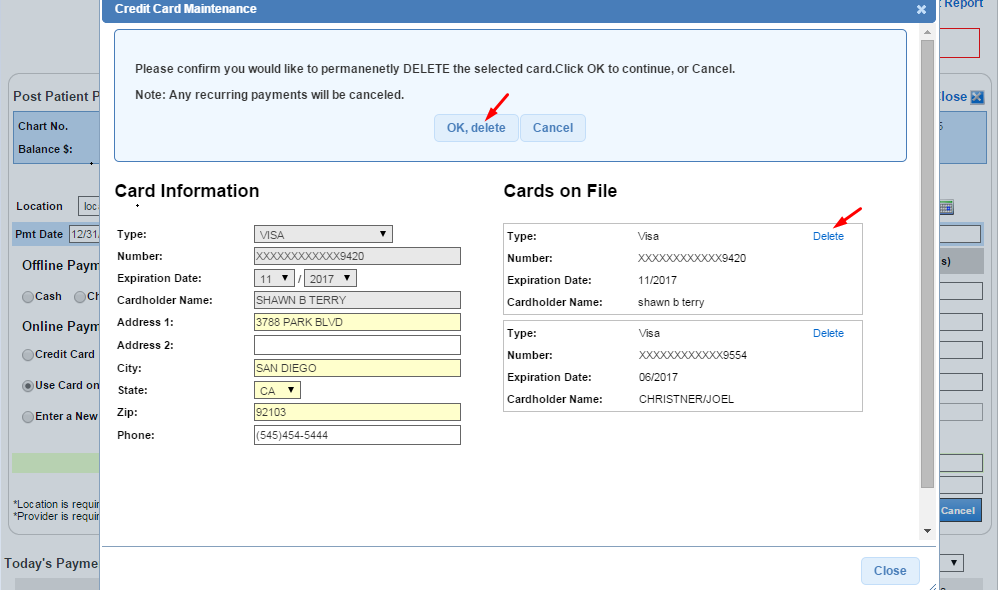 Credit Card Maintenance
Report
Please confirm you would like to permanenetly DELETE the selected card.Click OK to continue, or Cancel.
Note: Any recurring payments will be canceled.
OK, delete Cancel
Post Patient P
Close
Chart No.
Balance $:
Card Information
Cards on File
Location loc
Pmt Date 12/31/
Offline Paym
Cash Ch
Online Paym
Credit Card
Use Card on
Enter a New
*Location is requir
*Provider is requir
Today's Payme
Type: VISA
Number: XXXXXXXXXXXX9420
Expiration Date: 11 / 2017
Cardholder Name: SHAWN B TERRY
Address 1: 3788 PARK BLVD
Address 2:
City: SAN DIEGO
State: CA
Zip: 92103
Phone: (545)454-5444
Type: Visa Delete
Number: XXXXXXXXXXXX9420
Expiration Date: 11/2017
Cardholder Name: shawn b terry
Type: Visa Delete
Number: XXXXXXXXXXXX9554
Expiration Date: 06/2017
Cardholder Name: CHRISTNER/JOEL
s)
Cancel
Close